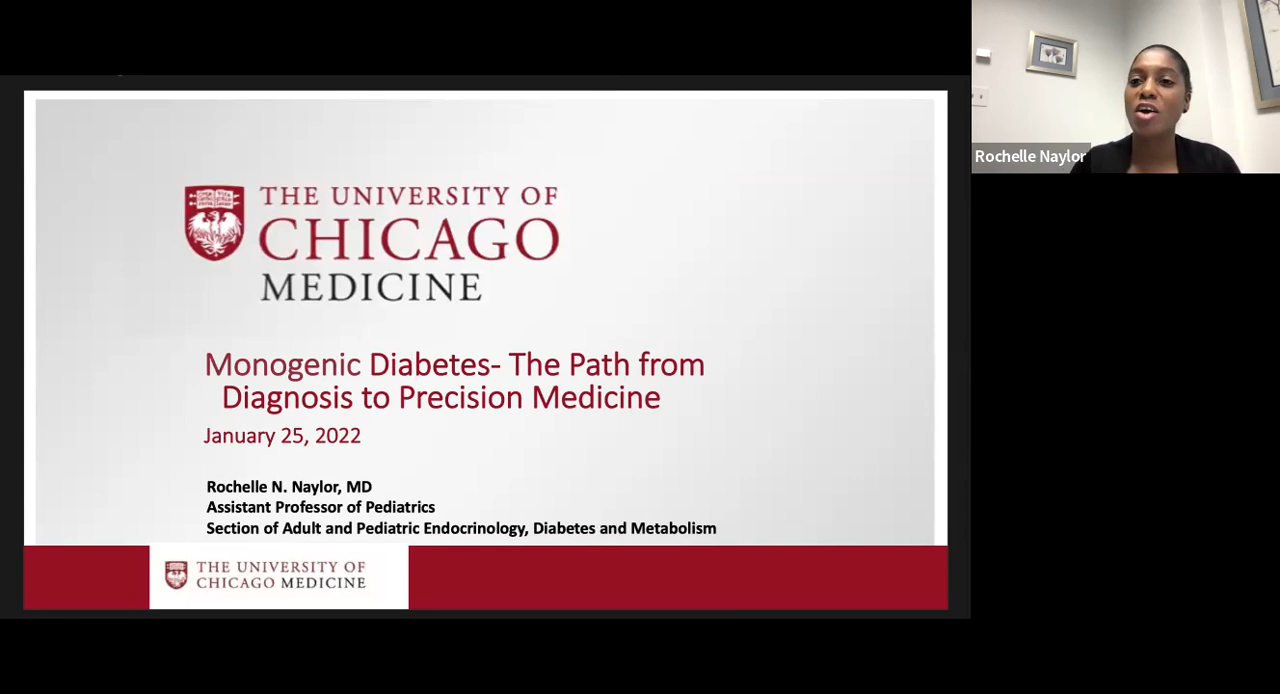 THE UNIVERSITY OF
CHICAGO
MEDICINE
Monogenic Diabetes- The Path from
Diagnosis to Precision Medicine
January 25, 2022
Rochelle N. Naylor, MD
Assistant Professor of Pediatrics
Section of Adult and Pediatric Endocrinology, Diabetes and Metabolism
THE UNIVERSITY OF
CHICAGO MEDICINE
Rochelle Naylor